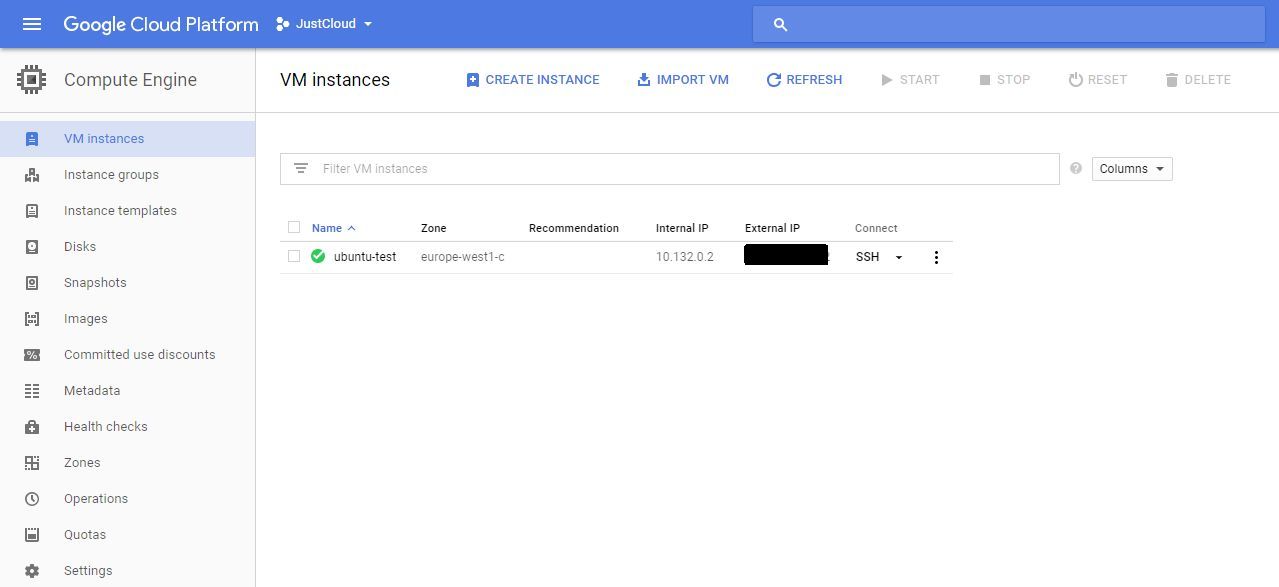 Google Cloud Platform JustCloud
Compute Engine
VM instances CREATE INSTANCE IMPORT VM REFRESH START STOP RESET DELETE
VM instances
Instance groups
Instance templates
Disks
Snapshots
Images
Committed use discounts
Metadata
Health checks
Zones
Operations
Quotas
Settings
Filter VM instances Columns
Name Zone Recommendation Internal IP External IP Connect
ubuntu-test europe-west1-c 10.132.0.2 SSH